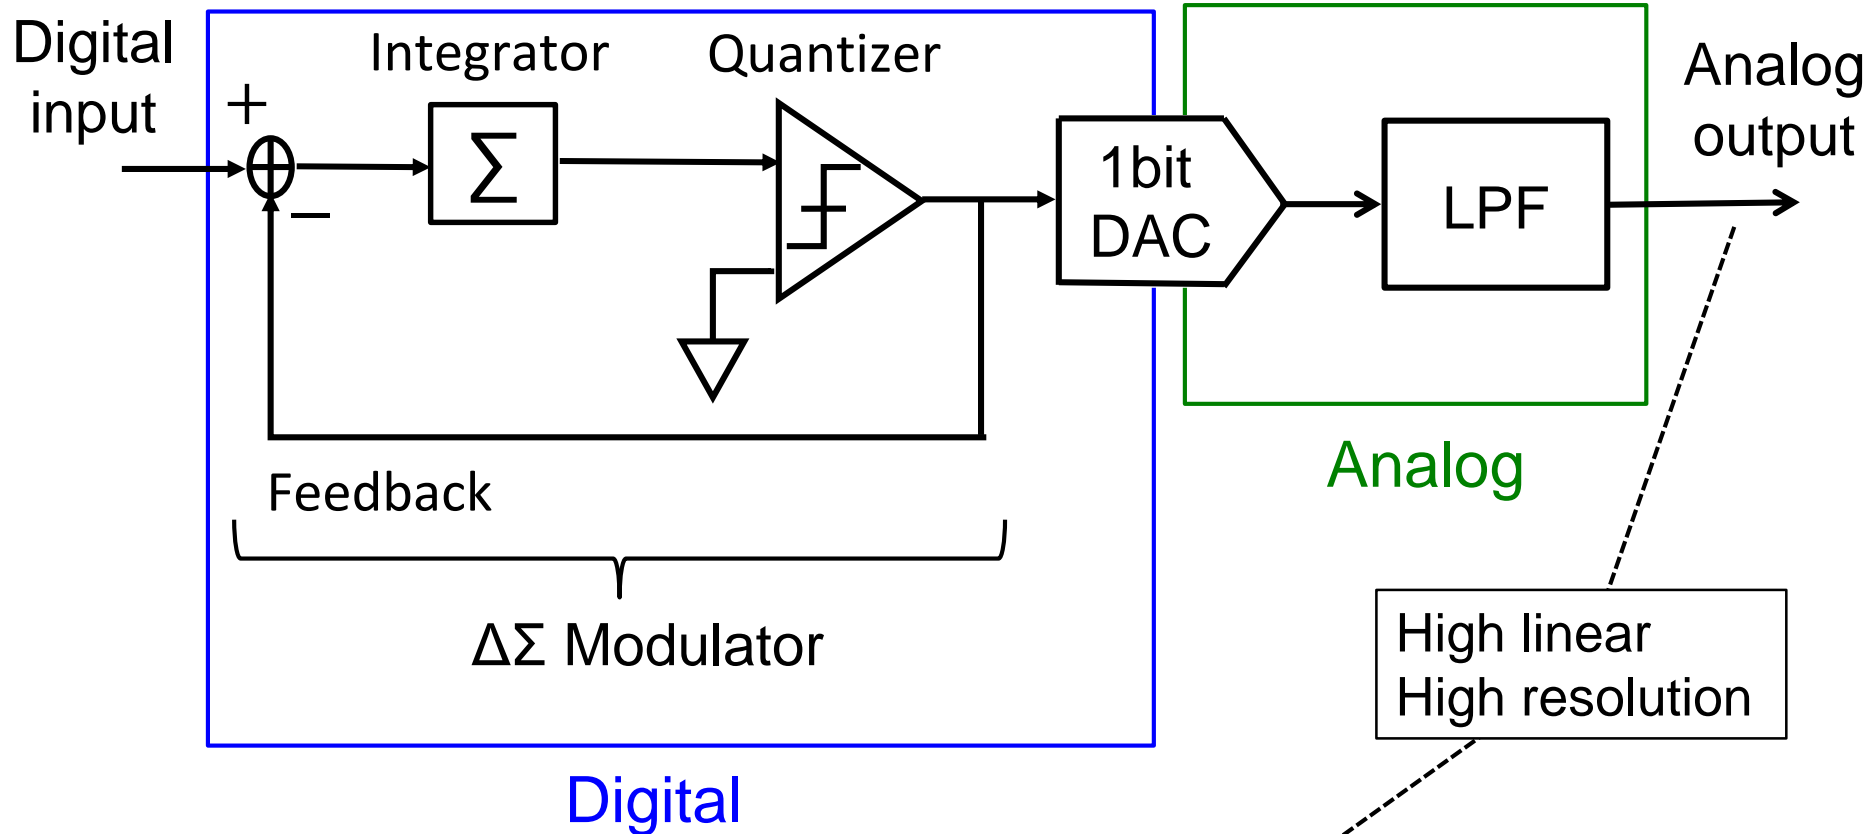 Digital
input
Integrator
Quantizer
Analog
output
+
−
Σ
1bit
DAC
LPF
Feedback
Analog
ΔΣ Modulator
High linear
High resolution
Digital